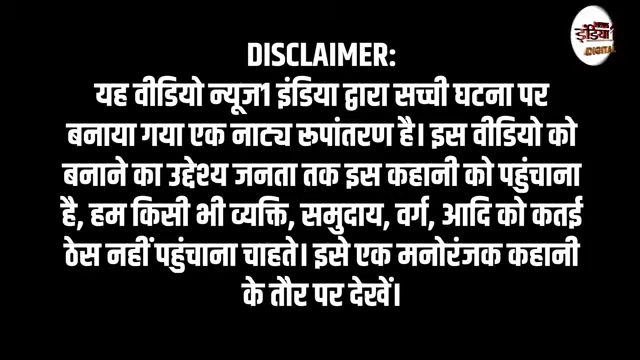 इंडिया
DIGITAL
DISCLAIMER:
यह वीडियो न्यूज1 इंडिया द्वारा सच्ची घटना पर
बनाया गया एक नाट्य रूपांतरण है। इस वीडियो को
बनाने का उद्देश्य जनता तक इस कहानी को पहुंचाना
है, हम किसी भी व्यक्ति, समुदाय, वर्ग, आदि को कतई
ठेस नहीं पहुंचाना चाहते। इसे एक मनोरंजक कहानी
के तौर पर देखें।